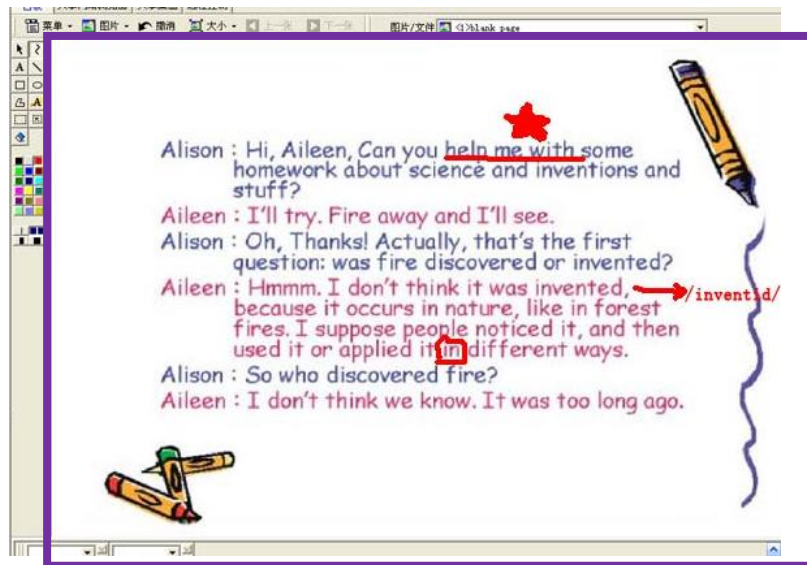 菜单 图片 撤消 大小 上一张 下一张 图片/文件 (1)blank page
A
A
Alison : Hi, Aileen, Can you help me with some
homework about science and inventions and
stuff?
Aileen : I'll try. Fire away and I'll see.
Alison : Oh, Thanks! Actually, that's the first
question: was fire discovered or invented?
Aileen : Hmmm. I don't think it was invented, /inventid/
because it occurs in nature, like in forest
fires. I suppose people noticed it, and then
used it or applied it in different ways.
Alison : So who discovered fire?
Aileen : I don't think we know. It was too long ago.